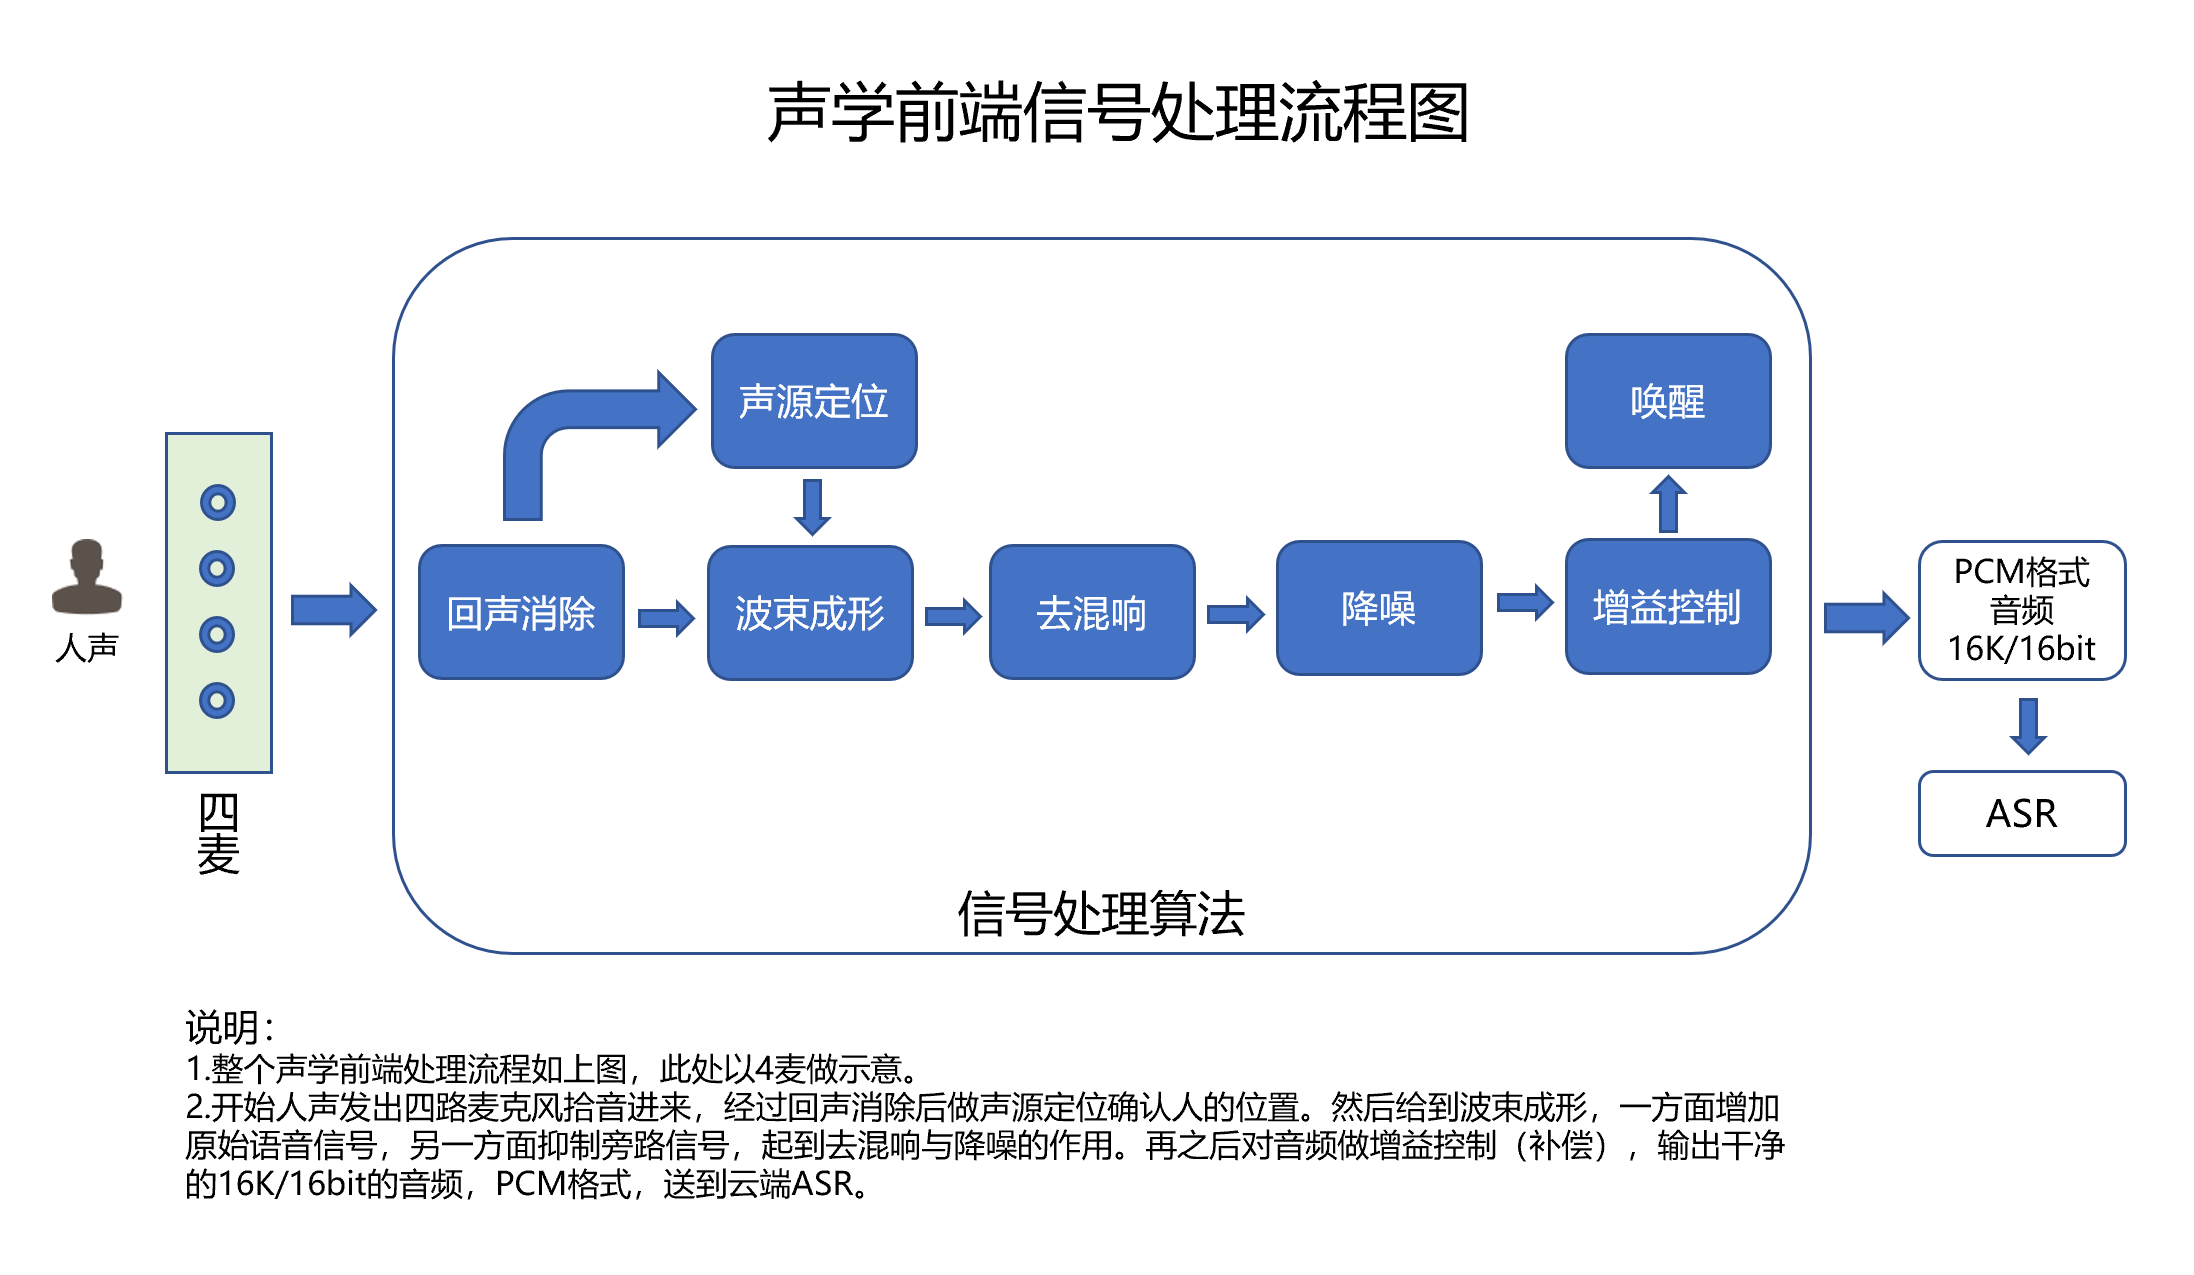 声学前端信号处理流程图
声源定位
唤醒
回声消除
波束成形
去混响
降噪
增益控制
PCM格式
音频
16K/16bit
人声
ASR
四
麦
信号处理算法
说明：
1.整个声学前端处理流程如上图，此处以4麦做示意。
2.开始人声发出四路麦克风拾音进来，经过回声消除后做声源定位确认人的位置。然后给到波束成形，一方面增加
原始语音信号，另一方面抑制旁路信号，起到去混响与降噪的作用。再之后对音频做增益控制（补偿），输出干净
的16K/16bit的音频，PCM格式，送到云端ASR。